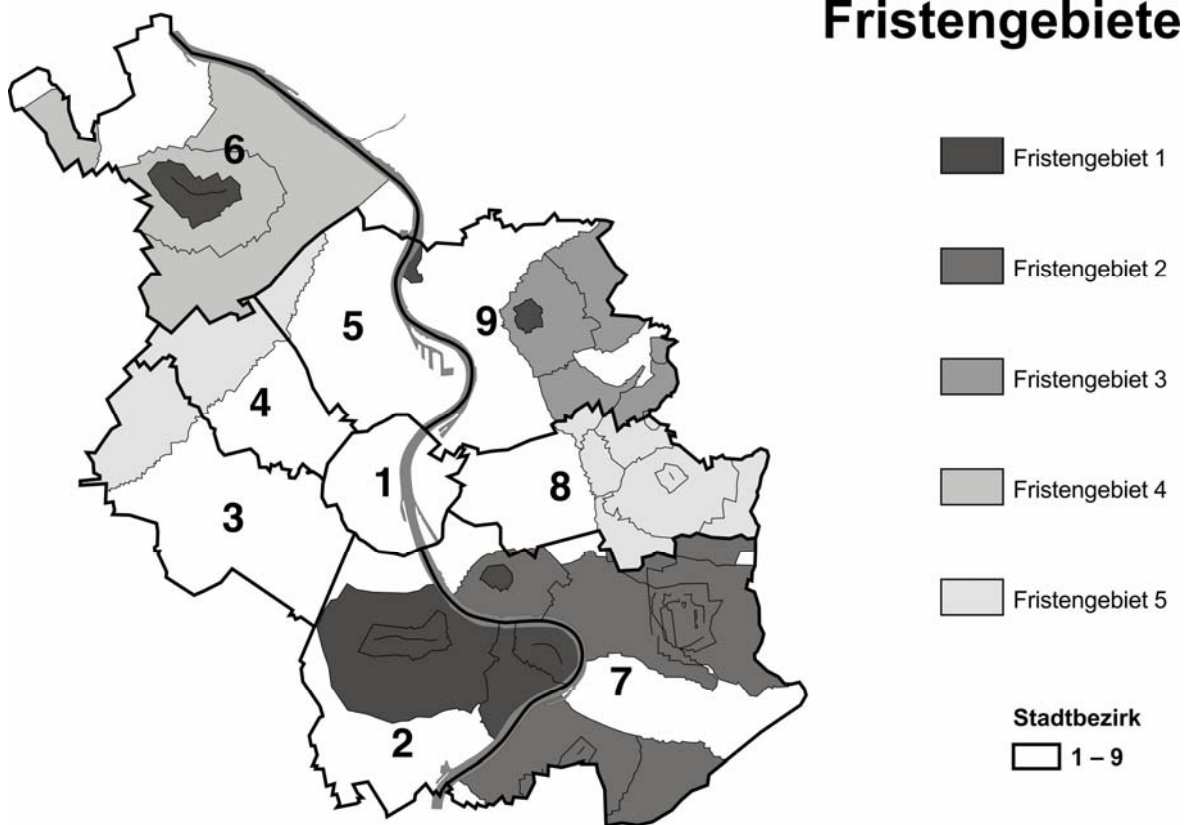 Fristengebiete
Fristengebiet 1
Fristengebiet 2
Fristengebiet 3
Fristengebiet 4
Fristengebiet 5
Stadtbezirk
1 – 9
6
5
9
4
1
8
3
7
2